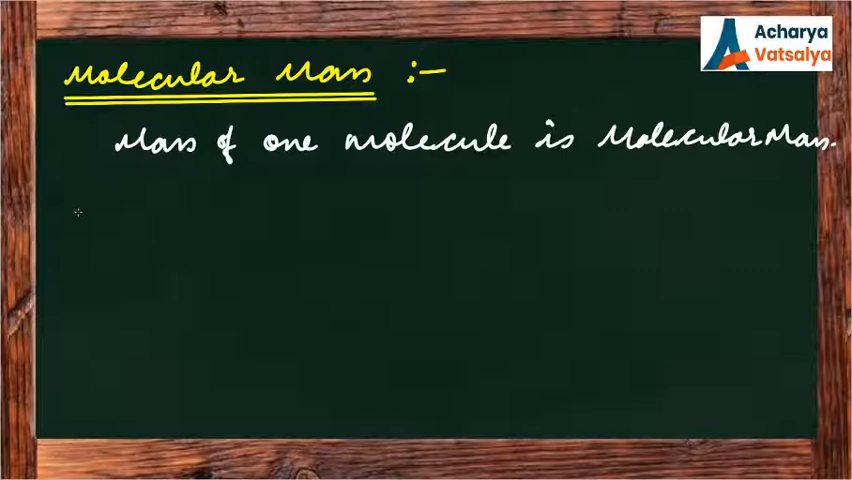 Acharya
Vatsalya
Molecular Mass :-
Mass of one molecule is Molecular Mass.